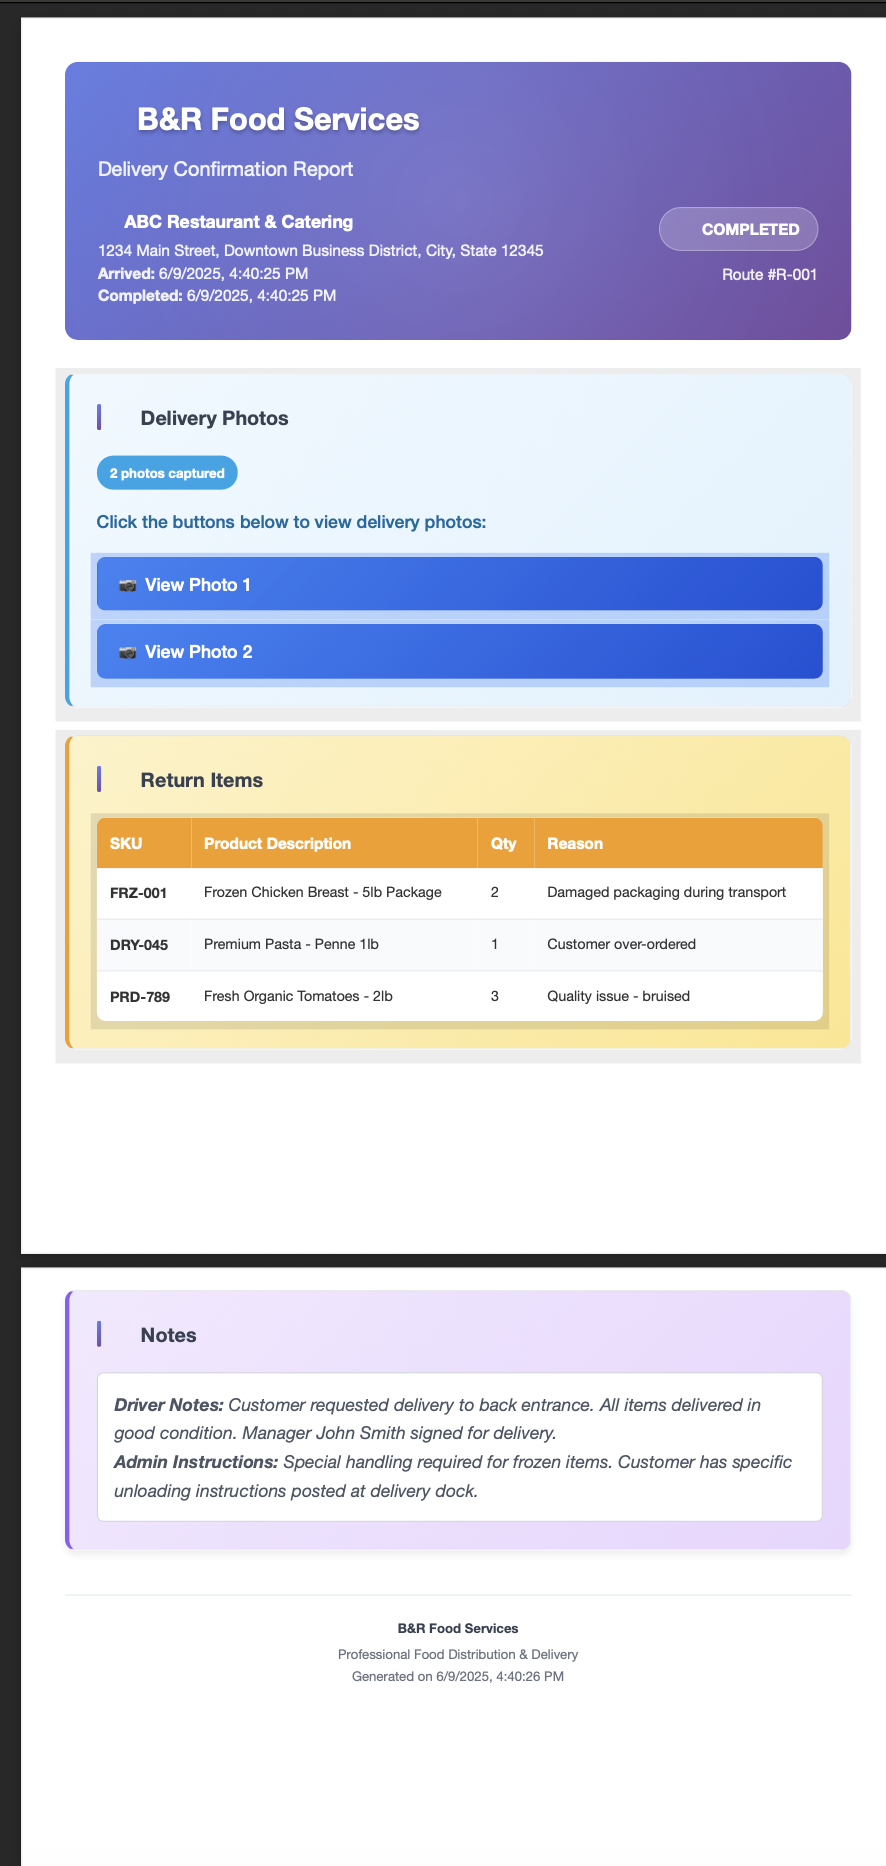 B&R Food Services
Delivery Confirmation Report
ABC Restaurant & Catering
1234 Main Street, Downtown Business District, City, State 12345
Arrived: 6/9/2025, 4:40:25 PM
Completed: 6/9/2025, 4:40:25 PM
COMPLETED
Route #R-001
Delivery Photos
2 photos captured
Click the buttons below to view delivery photos:
View Photo 1
View Photo 2
Return Items
SKU Product Description Qty Reason
FRZ-001 Frozen Chicken Breast - 5lb Package 2 Damaged packaging during transport
DRY-045 Premium Pasta - Penne 1lb 1 Customer over-ordered
PRD-789 Fresh Organic Tomatoes - 2lb 3 Quality issue - bruised
Notes
Driver Notes: Customer requested delivery to back entrance. All items delivered in
good condition. Manager John Smith signed for delivery.
Admin Instructions: Special handling required for frozen items. Customer has specific
unloading instructions posted at delivery dock.
B&R Food Services
Professional Food Distribution & Delivery
Generated on 6/9/2025, 4:40:26 PM